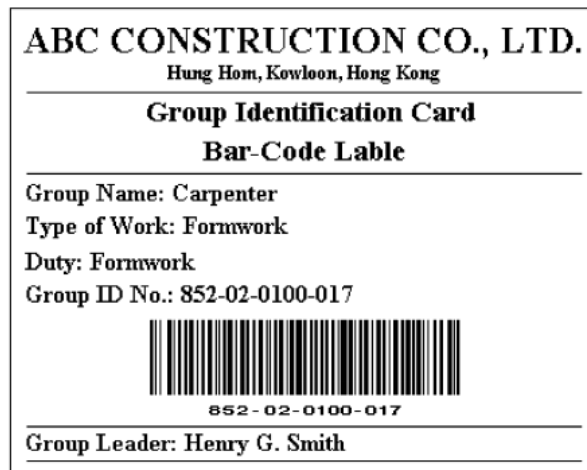 ABC CONSTRUCTION CO., LTD.
Hung Hom, Kowloon, Hong Kong
Group Identification Card
Bar-Code Lable
Group Name: Carpenter
Type of Work: Formwork
Duty: Formwork
Group ID No.: 852-02-0100-017
852-02-0100-017
Group Leader: Henry G. Smith